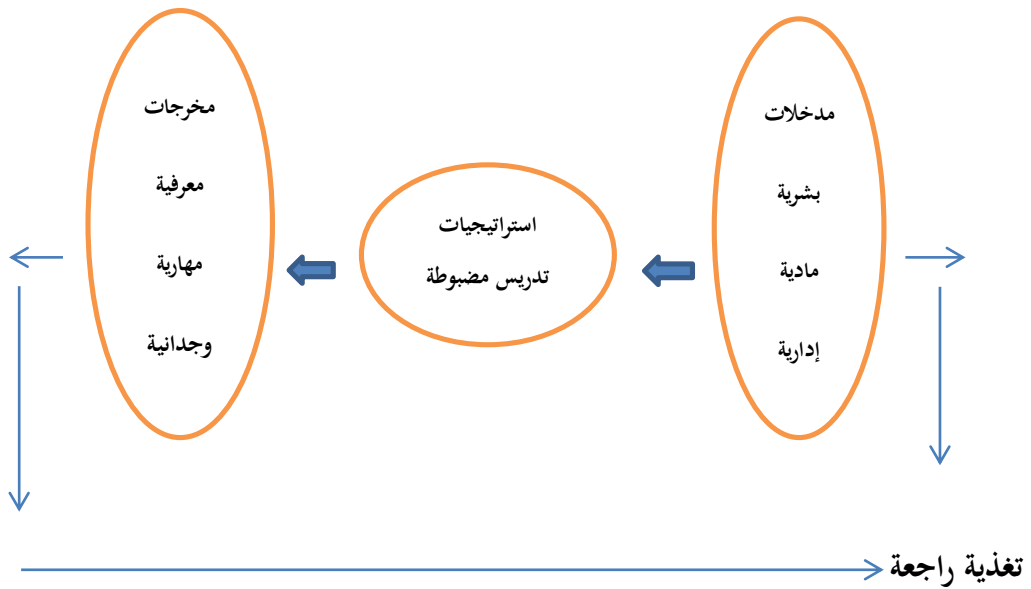 مدخلات
بشرية
مادية
إدارية
استراتيجيات
تدريس مضبوطة
مخرجات
معرفية
مهارية
وجدانية
تغذية راجعة